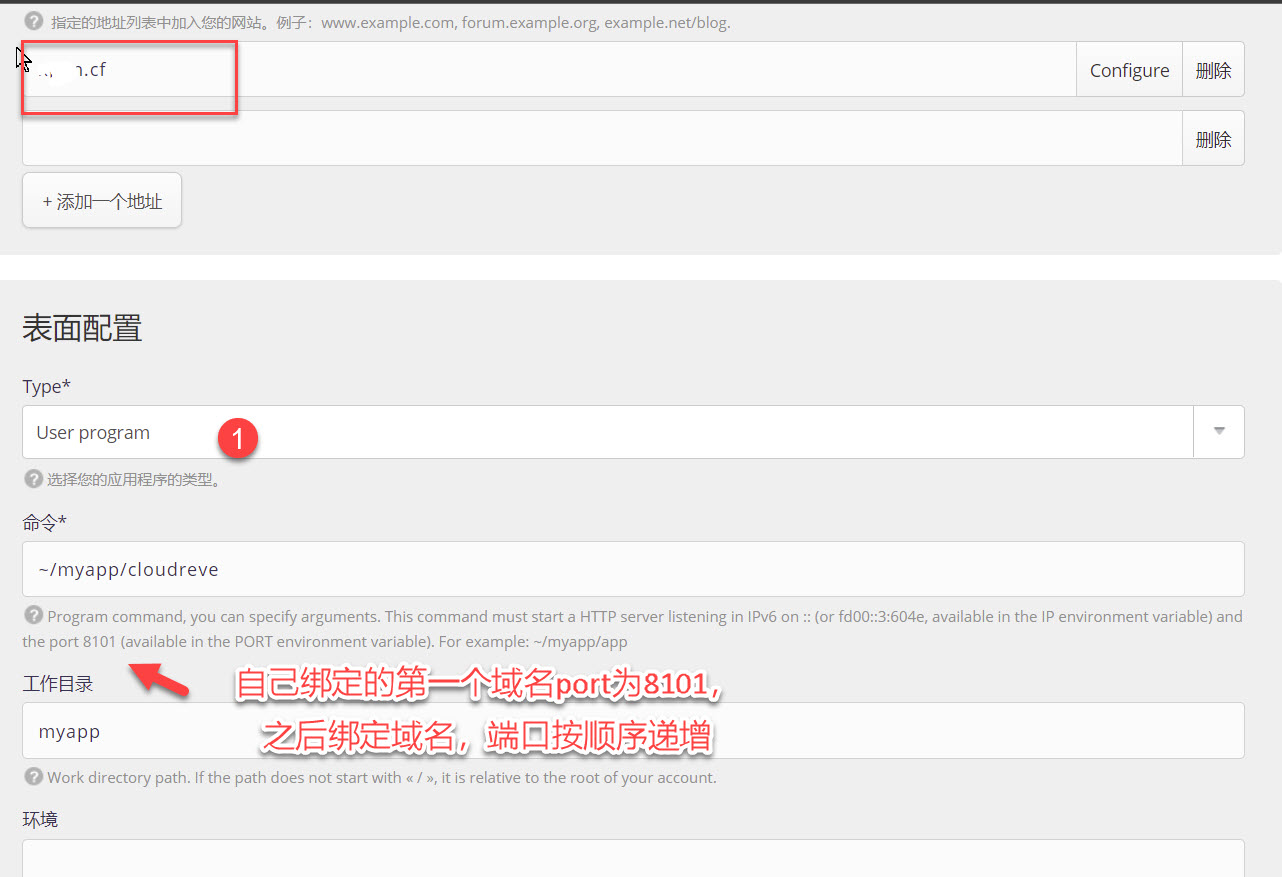 指定的地址列表中加入您的网站。例子：www.example.com, forum.example.org, example.net/blog.
n.cf
Configure
删除
删除
+ 添加一个地址
表面配置
Type*
User program
1
选择您的应用程序的类型。
命令*
~/myapp/cloudreve
Program command, you can specify arguments. This command must start a HTTP server listening in IPv6 on :: (or fd00::3:604e, available in the IP environment variable) and
the port 8101 (available in the PORT environment variable). For example: ~/myapp/app
自己绑定的第一个域名port为8101，
之后绑定域名，端口按顺序递增
工作目录
myapp
Work directory path. If the path does not start with « / », it is relative to the root of your account.
环境